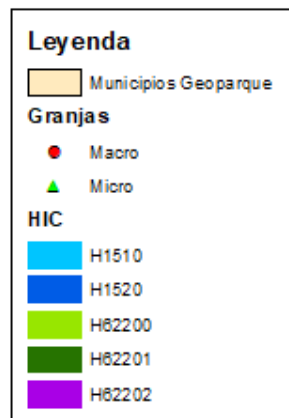 Leyenda
Municipios Geoparque
Granjas
Macro
Micro
HIC
H1510
H1520
H62200
H62201
H62202